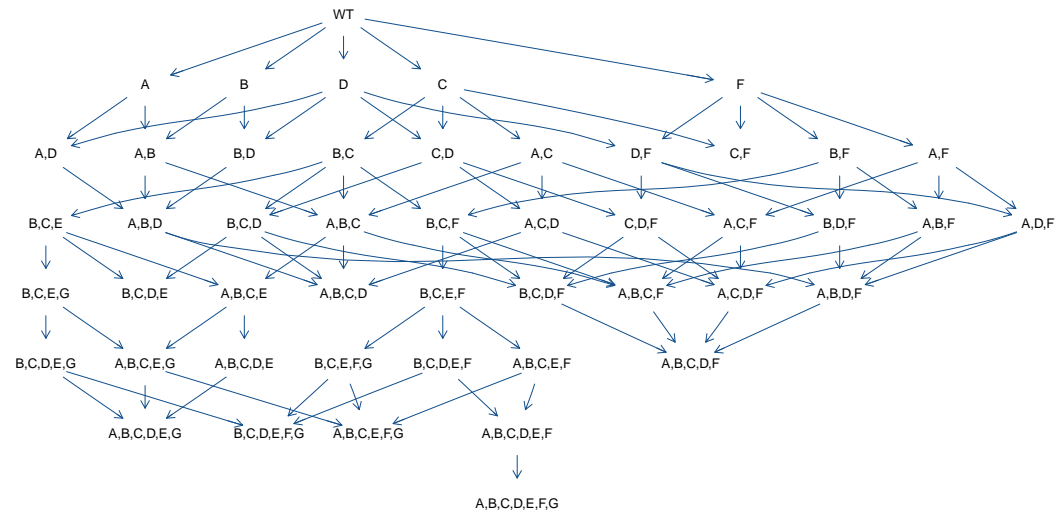 WT
A B D C F
A,D A,B B,D B,C C,D A,C D,F C,F B,F A,F
B,C,E A,B,D B,C,D A,B,C B,C,F A,C,D C,D,F A,C,F B,D,F A,B,F A,D,F
B,C,E,G B,C,D,E A,B,C,E A,B,C,D B,C,E,F B,C,D,F A,B,C,F A,C,D,F A,B,D,F
B,C,D,E,G A,B,C,E,G A,B,C,D,E B,C,E,F,G B,C,D,E,F A,B,C,E,F A,B,C,D,F
A,B,C,D,E,G B,C,D,E,F,G A,B,C,E,F,G A,B,C,D,E,F
A,B,C,D,E,F,G